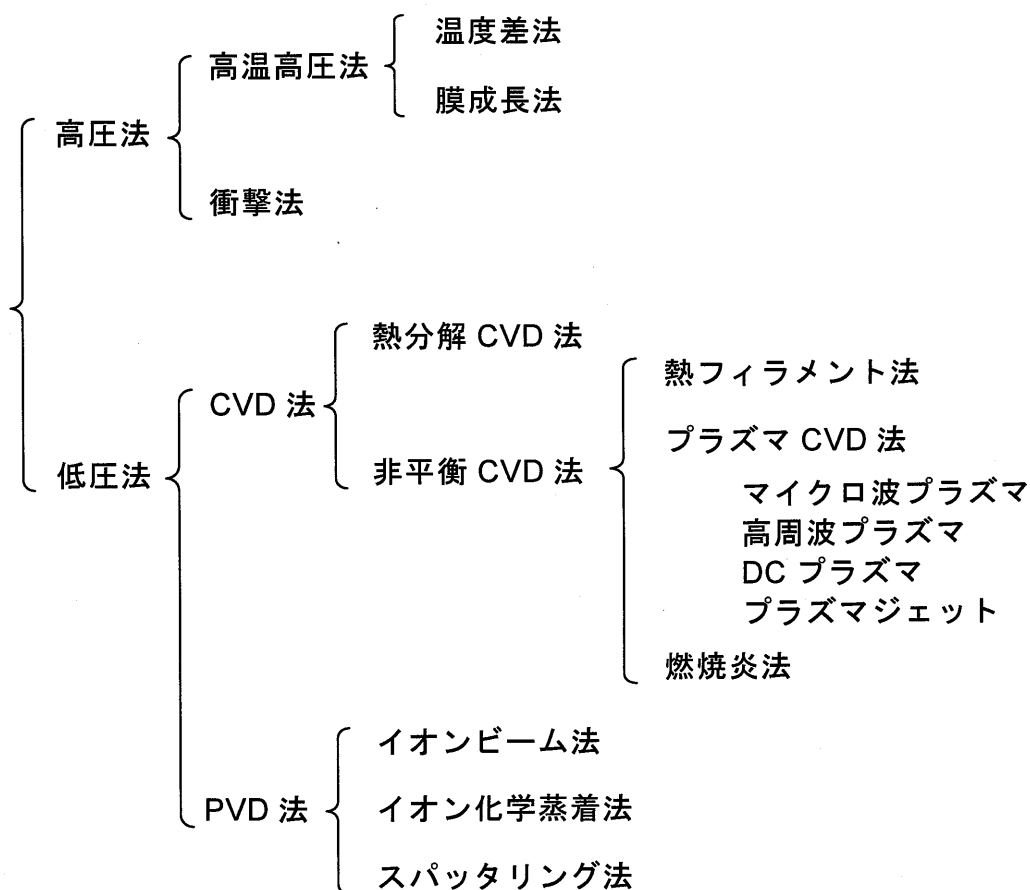 温度差法
高温高圧法
膜成長法
高圧法
衝撃法
熱分解 CVD 法
熱フィラメント法
CVD 法
プラズマ CVD 法
低圧法
非平衡 CVD 法
マイクロ波プラズマ
高周波プラズマ
DC プラズマ
プラズマジェット
燃焼炎法
イオンビーム法
PVD 法
イオン化学蒸着法
スパッタリング法